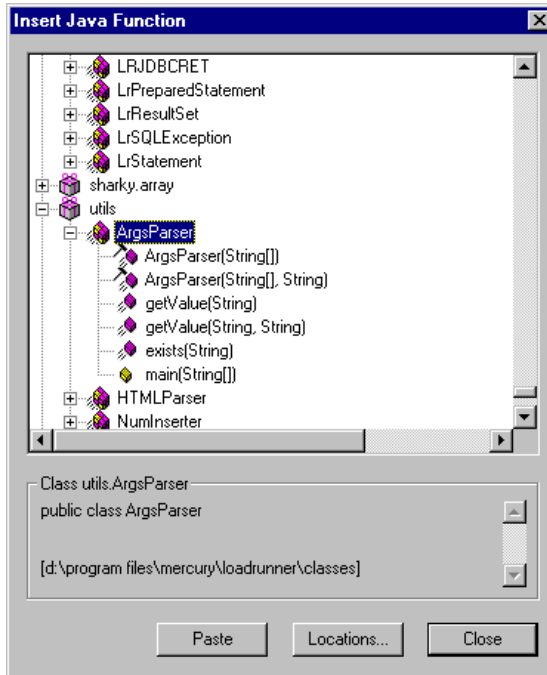 Insert Java Function
LRJDBCRET
LrPreparedStatement
LrResultSet
LrSQLException
LrStatement
sharky.array
utils
ArgsParser
ArgsParser(String[])
ArgsParser(String[], String)
getValue(String)
getValue(String, String)
exists(String)
main(String[])
HTMLParser
NumInserter
Class utils.ArgsParser
public class ArgsParser
[d:\program files\mercury\loadrunner\classes]
Paste Locations... Close